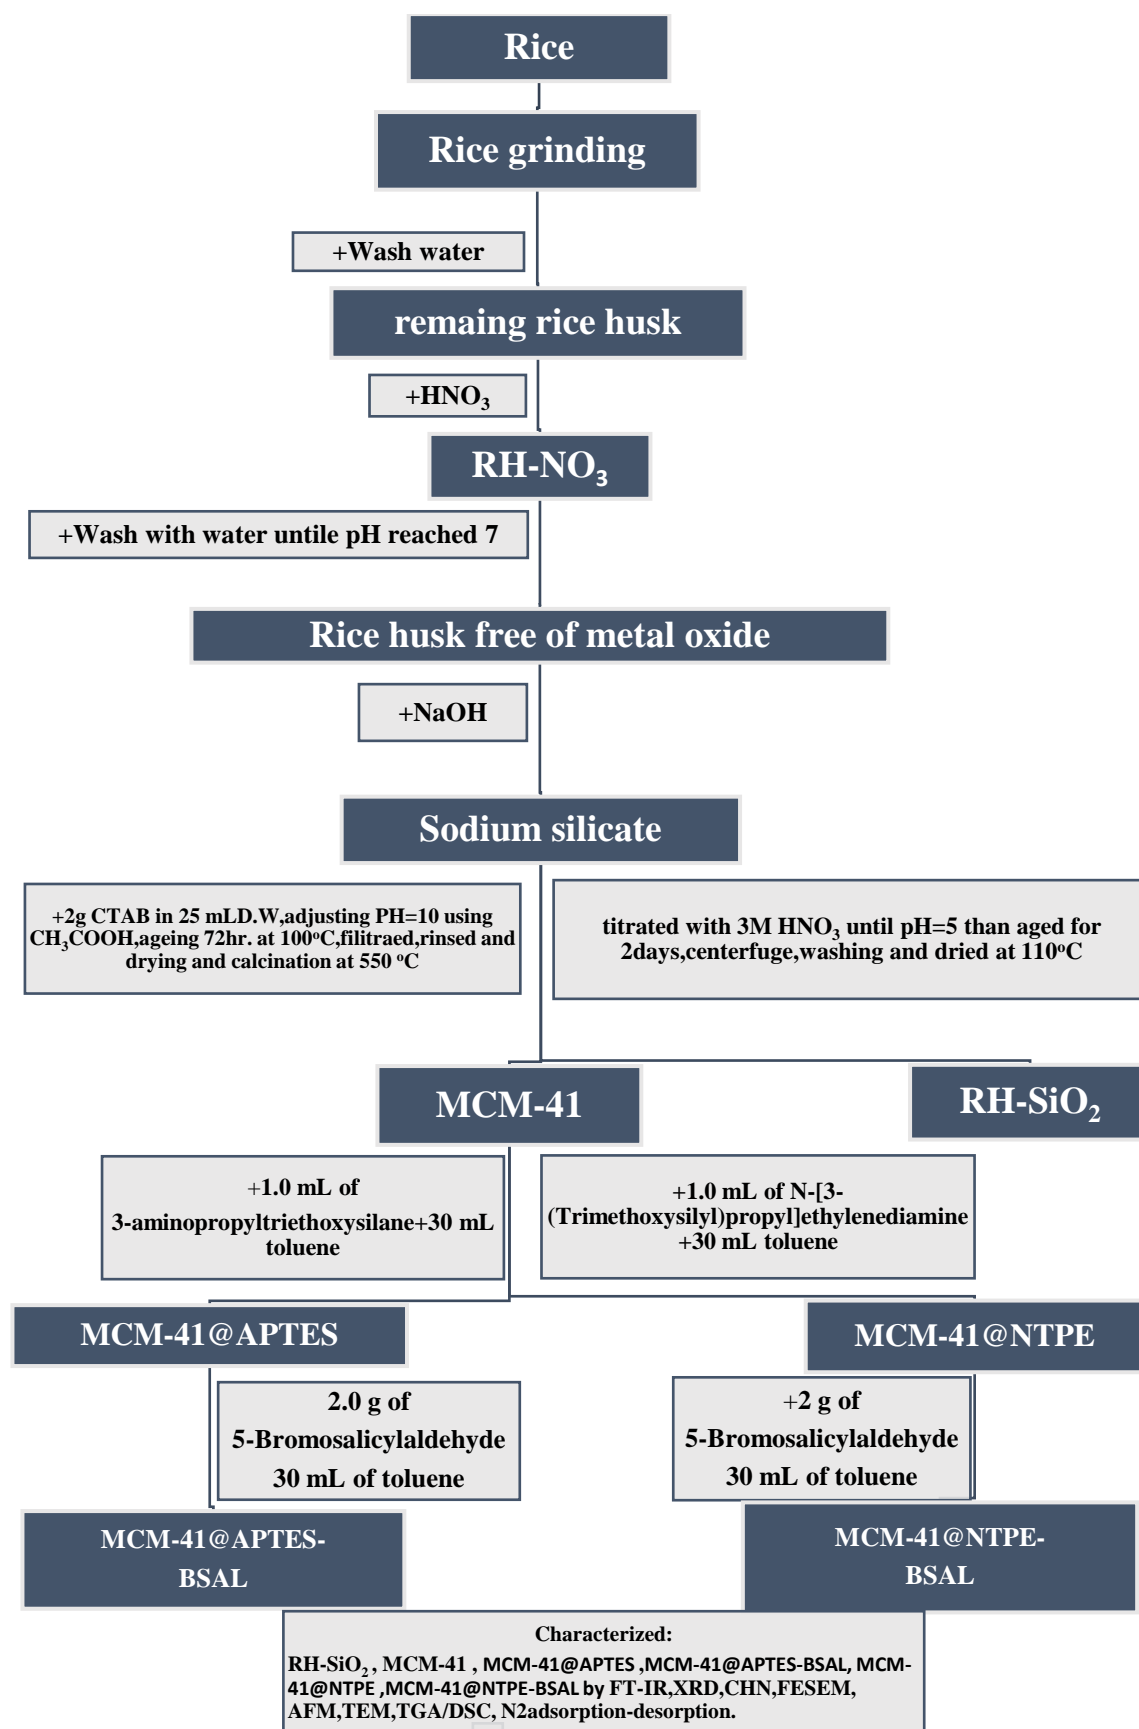 Rice
Rice grinding
+Wash water
remaing rice husk
+HNO₃
RH-NO₃
+Wash with water untile pH reached 7
Rice husk free of metal oxide
+NaOH
Sodium silicate
+2g CTAB in 25 mLD.W,adjusting PH=10 using
CH₃COOH,ageing 72hr. at 100ºC,filitraed,rinsed and
drying and calcination at 550 ºC
titrated with 3M HNO₃ until pH=5 than aged for
2days,centerfuge,washing and dried at 110ºC
MCM-41
RH-SiO₂
+1.0 mL of
3-aminopropyltriethoxysilane+30 mL
toluene
+1.0 mL of N-[3-
(Trimethoxysilyl)propyl]ethylenediamine
+30 mL toluene
MCM-41@APTES
MCM-41@NTPE
2.0 g of
5-Bromosalicylaldehyde
30 mL of toluene
+2 g of
5-Bromosalicylaldehyde
30 mL of toluene
MCM-41@APTES-
BSAL
MCM-41@NTPE-
BSAL
Characterized:
RH-SiO₂ , MCM-41 , MCM-41@APTES ,MCM-41@APTES-BSAL, MCM-
41@NTPE ,MCM-41@NTPE-BSAL by FT-IR,XRD,CHN,FESEM,
AFM,TEM,TGA/DSC, N2adsorption-desorption.